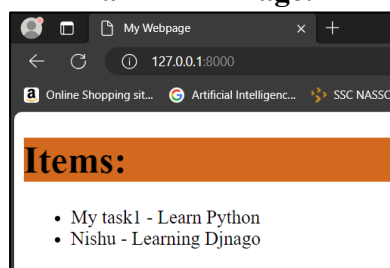 My Webpage
127.0.0.1:8000
Online Shopping sit... Artificial Intelligenc... SSC NASSC
Items:
My task1 - Learn Python
Nishu - Learning Djnago